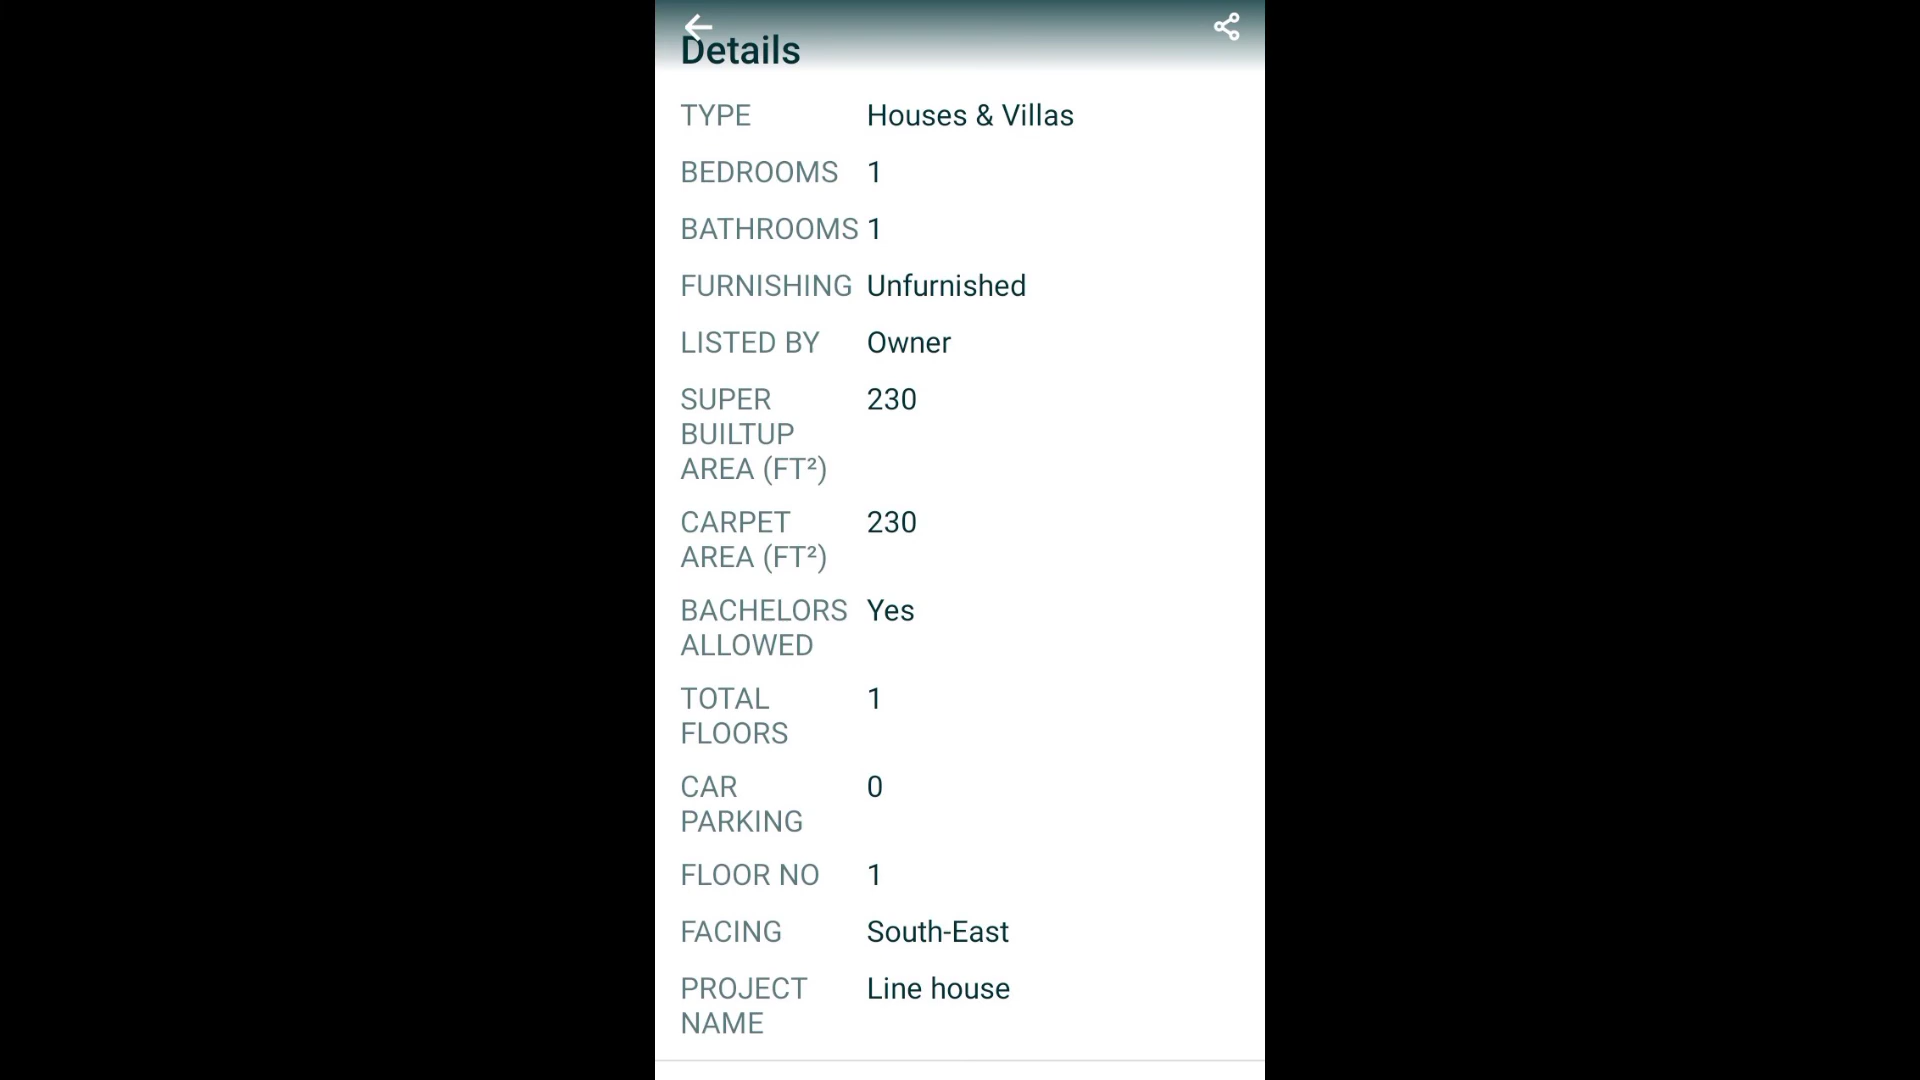 Details
TYPE Houses & Villas
BEDROOMS 1
BATHROOMS 1
FURNISHING Unfurnished
LISTED BY Owner
SUPER 230
BUILTUP
AREA (FT²)
CARPET 230
AREA (FT²)
BACHELORS Yes
ALLOWED
TOTAL 1
FLOORS
CAR 0
PARKING
FLOOR NO 1
FACING South-East
PROJECT Line house
NAME